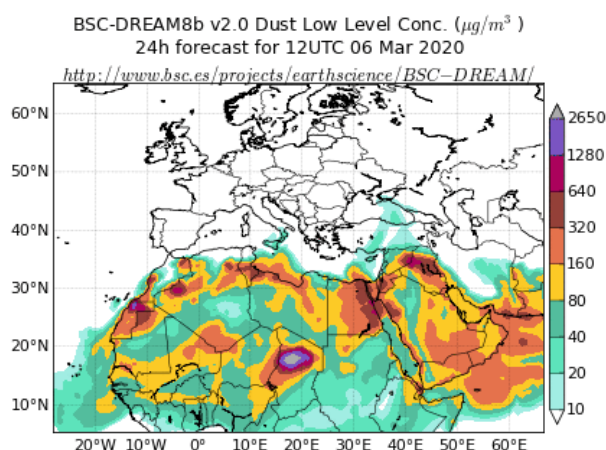 BSC-DREAM8b v2.0 Dust Low Level Conc. (μg/m³ )
24h forecast for 12UTC 06 Mar 2020
http://www.bsc.es/projects/earthscience/BSC−DREAM/
60°N
50°N
40°N
30°N
20°N
10°N
20°W 10°W 0° 10°E 20°E 30°E 40°E 50°E 60°E
2650
1280
640
320
160
80
40
20
10